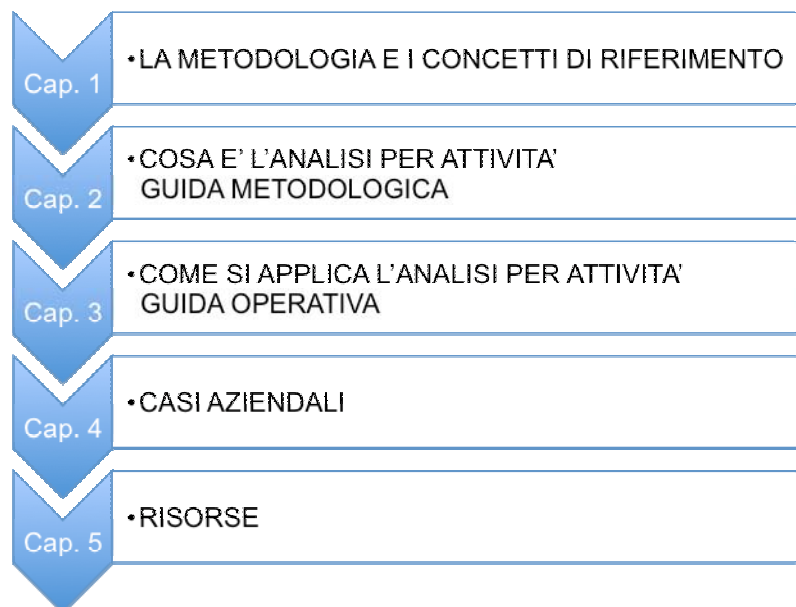 Cap. 1
•LA METODOLOGIA E I CONCETTI DI RIFERIMENTO
Cap. 2
•COSA E' L'ANALISI PER ATTIVITA'
GUIDA METODOLOGICA
Cap. 3
•COME SI APPLICA L'ANALISI PER ATTIVITA'
GUIDA OPERATIVA
Cap. 4
•CASI AZIENDALI
Cap. 5
•RISORSE